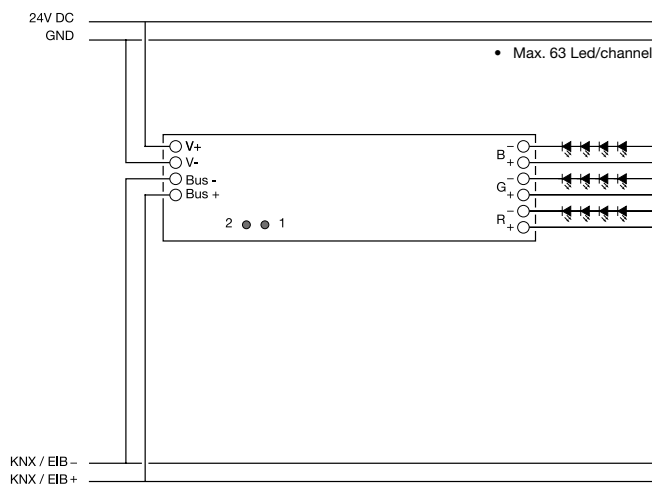 24V DC
GND
• Max. 63 Led/channel
V+
V-
Bus -
Bus +
2 1
B - +
G - +
R - +
KNX / EIB -
KNX / EIB +